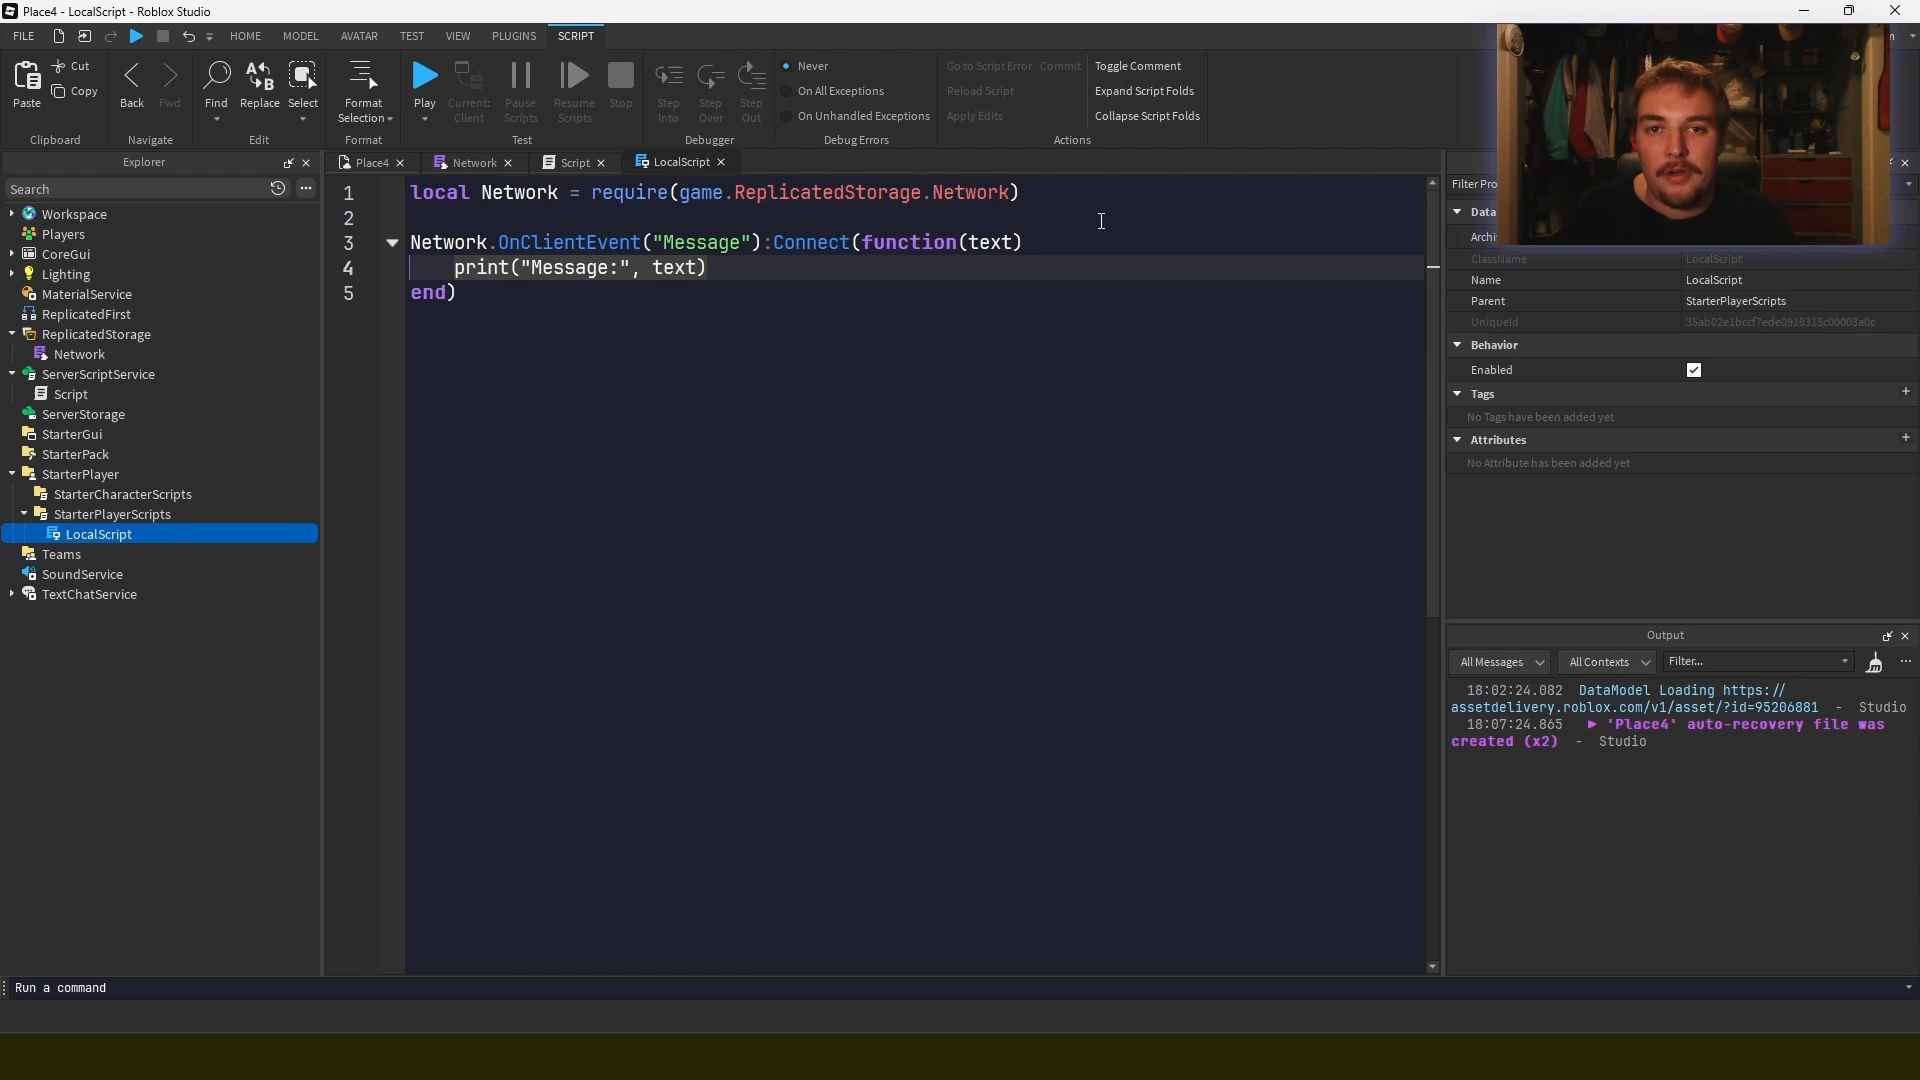 Place4 - LocalScript - Roblox Studio
FILE HOME MODEL AVATAR TEST VIEW PLUGINS SCRIPT
Paste
Cut
Copy
Clipboard
Back
Fwd
Navigate
Find
Replace
Select
Edit
Format
Selection
Format
Play
Current:
Client
Pause
Scripts
Resume
Scripts
Stop
Test
Step
Into
Step
Over
Step
Out
Debugger
Never
On All Exceptions
On Unhandled Exceptions
Debug Errors
Go to Script Error
Commit
Reload Script
Apply Edits
Toggle Comment
Expand Script Folds
Collapse Script Folds
Actions
Explorer
Search
Workspace
Players
CoreGui
Lighting
MaterialService
ReplicatedFirst
ReplicatedStorage
Network
ServerScriptService
Script
ServerStorage
StarterGui
StarterPack
StarterPlayer
StarterCharacterScripts
StarterPlayerScripts
LocalScript
Teams
SoundService
TextChatService
Place4
Network
Script
LocalScript
1 local Network = require(game.ReplicatedStorage.Network)
2
3 Network.OnClientEvent("Message"):Connect(function(text)
4 print("Message:", text)
5 end)
Filter Pro
Data
Archi
ClassName LocalScript
Name LocalScript
Parent StarterPlayerScripts
UniqueId 35ab02e1bccf7ede0918315c00003a0c
Behavior
Enabled
Tags
No Tags have been added yet
Attributes
No Attribute has been added yet
Output
All Messages
All Contexts
Filter...
18:02:24.082 DataModel Loading https://
assetdelivery.roblox.com/v1/asset/?id=95206881 - Studio
18:07:24.865 ▶ 'Place4' auto-recovery file was
created (x2) - Studio
Run a command